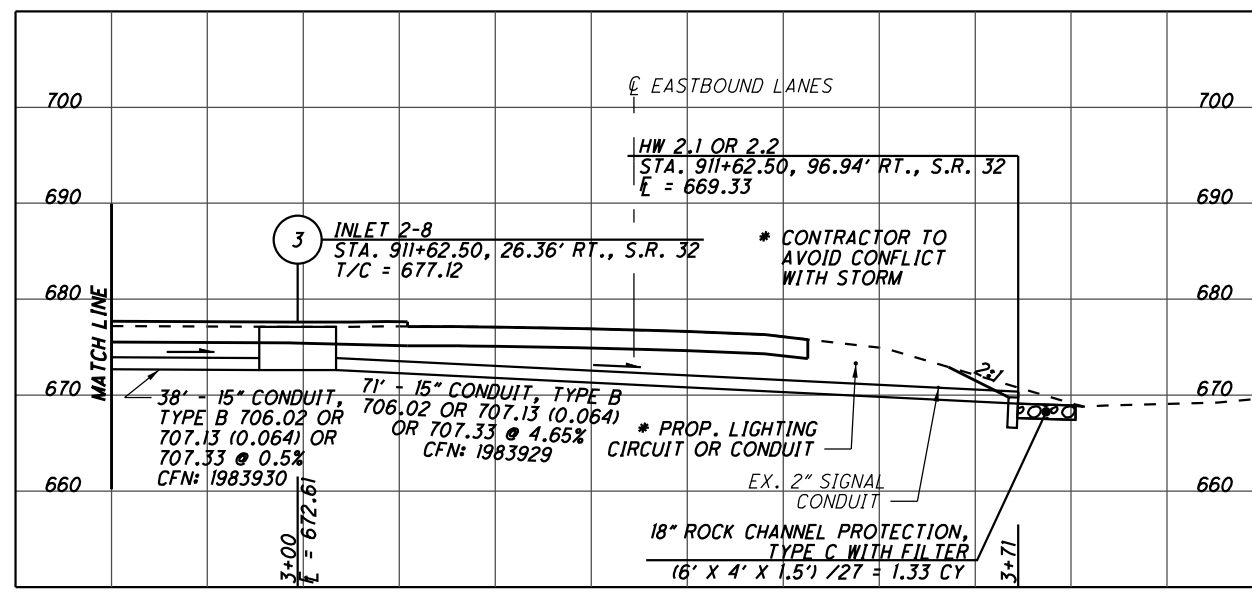 700
℄ EASTBOUND LANES
700
HW 2.1 OR 2.2
STA. 911+62.50, 96.94' RT., S.R. 32
FL = 669.33
690
690
3
INLET 2-8
STA. 911+62.50, 26.36' RT., S.R. 32
T/C = 677.12
* CONTRACTOR TO
AVOID CONFLICT
WITH STORM
680
680
MATCH LINE
670
670
2:1
38' - 15" CONDUIT,
TYPE B 706.02 OR
707.13 (0.064) OR
707.33 @ 0.5%
CFN: 1983930
71' - 15" CONDUIT, TYPE B
706.02 OR 707.13 (0.064)
OR 707.33 @ 4.65%
CFN: 1983929
* PROP. LIGHTING
CIRCUIT OR CONDUIT
EX. 2" SIGNAL
CONDUIT
660
660
18" ROCK CHANNEL PROTECTION,
TYPE C WITH FILTER
(6' X 4' X 1.5') /27 = 1.33 CY
3+00
FL = 672.61
3+71